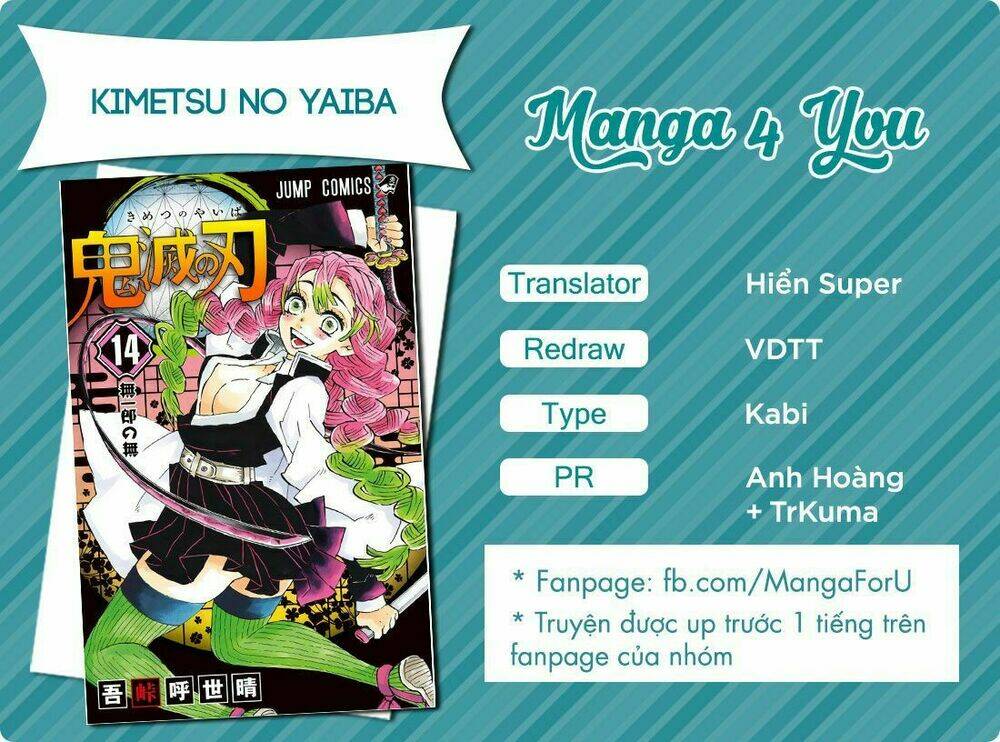 KIMETSU NO YAIBA
Manga 4 You
JUMP COMICS
きめつのやいば
鬼滅の刃
14
無一郎の無
吾峠呼世晴
Translator Hiển Super
Redraw VDTT
Type Kabi
PR Anh Hoàng
+ TrKuma
* Fanpage: fb.com/MangaForU
* Truyện được up trước 1 tiếng trên
fanpage của nhóm